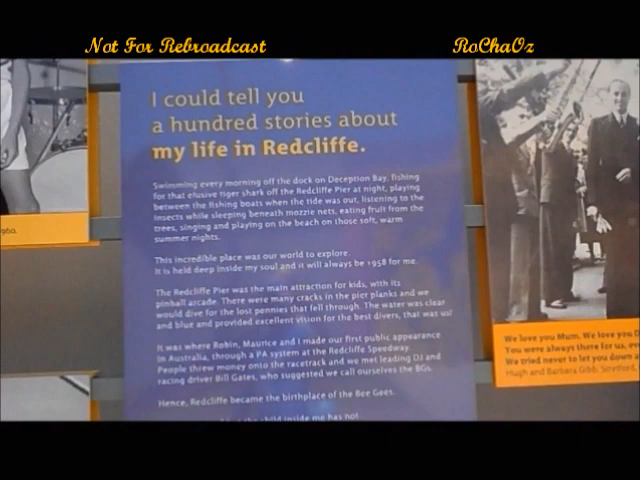 Not For Rebroadcast
RoChaOz
I could tell you
a hundred stories about
my life in Redcliffe.
Swimming every morning off the dock on Deception Bay, fishing
for that elusive tiger shark off the Redcliffe Pier at night, playing
between the fishing boats when the tide was out, listening to the
insects while sleeping beneath mozzie nets, eating fruit from the
trees, singing and playing on the beach on those soft, warm
summer nights.
This incredible place was our world to explore.
It is held deep inside my soul and it will always be 1958 for me.
The Redcliffe Pier was the main attraction for kids, with its
pinball arcade. There were many cracks in the pier planks and we
would dive for the lost pennies that fell through. The water was clear
and blue and provided excellent vision for the best divers, that was us!
It was where Robin, Maurice and I made our first public appearance
in Australia, through a PA system at the Redcliffe Speedway.
People threw money onto the racetrack and we met leading DJ and
racing driver Bill Gates, who suggested we call ourselves the BGs.
Hence, Redcliffe became the birthplace of the Bee Gees.
the child inside me has not
1960.
We love you Mum. We love you D
You were always there for us, ev
We tried never to let you down a
Hugh and Barbara Gibb: Stretford,